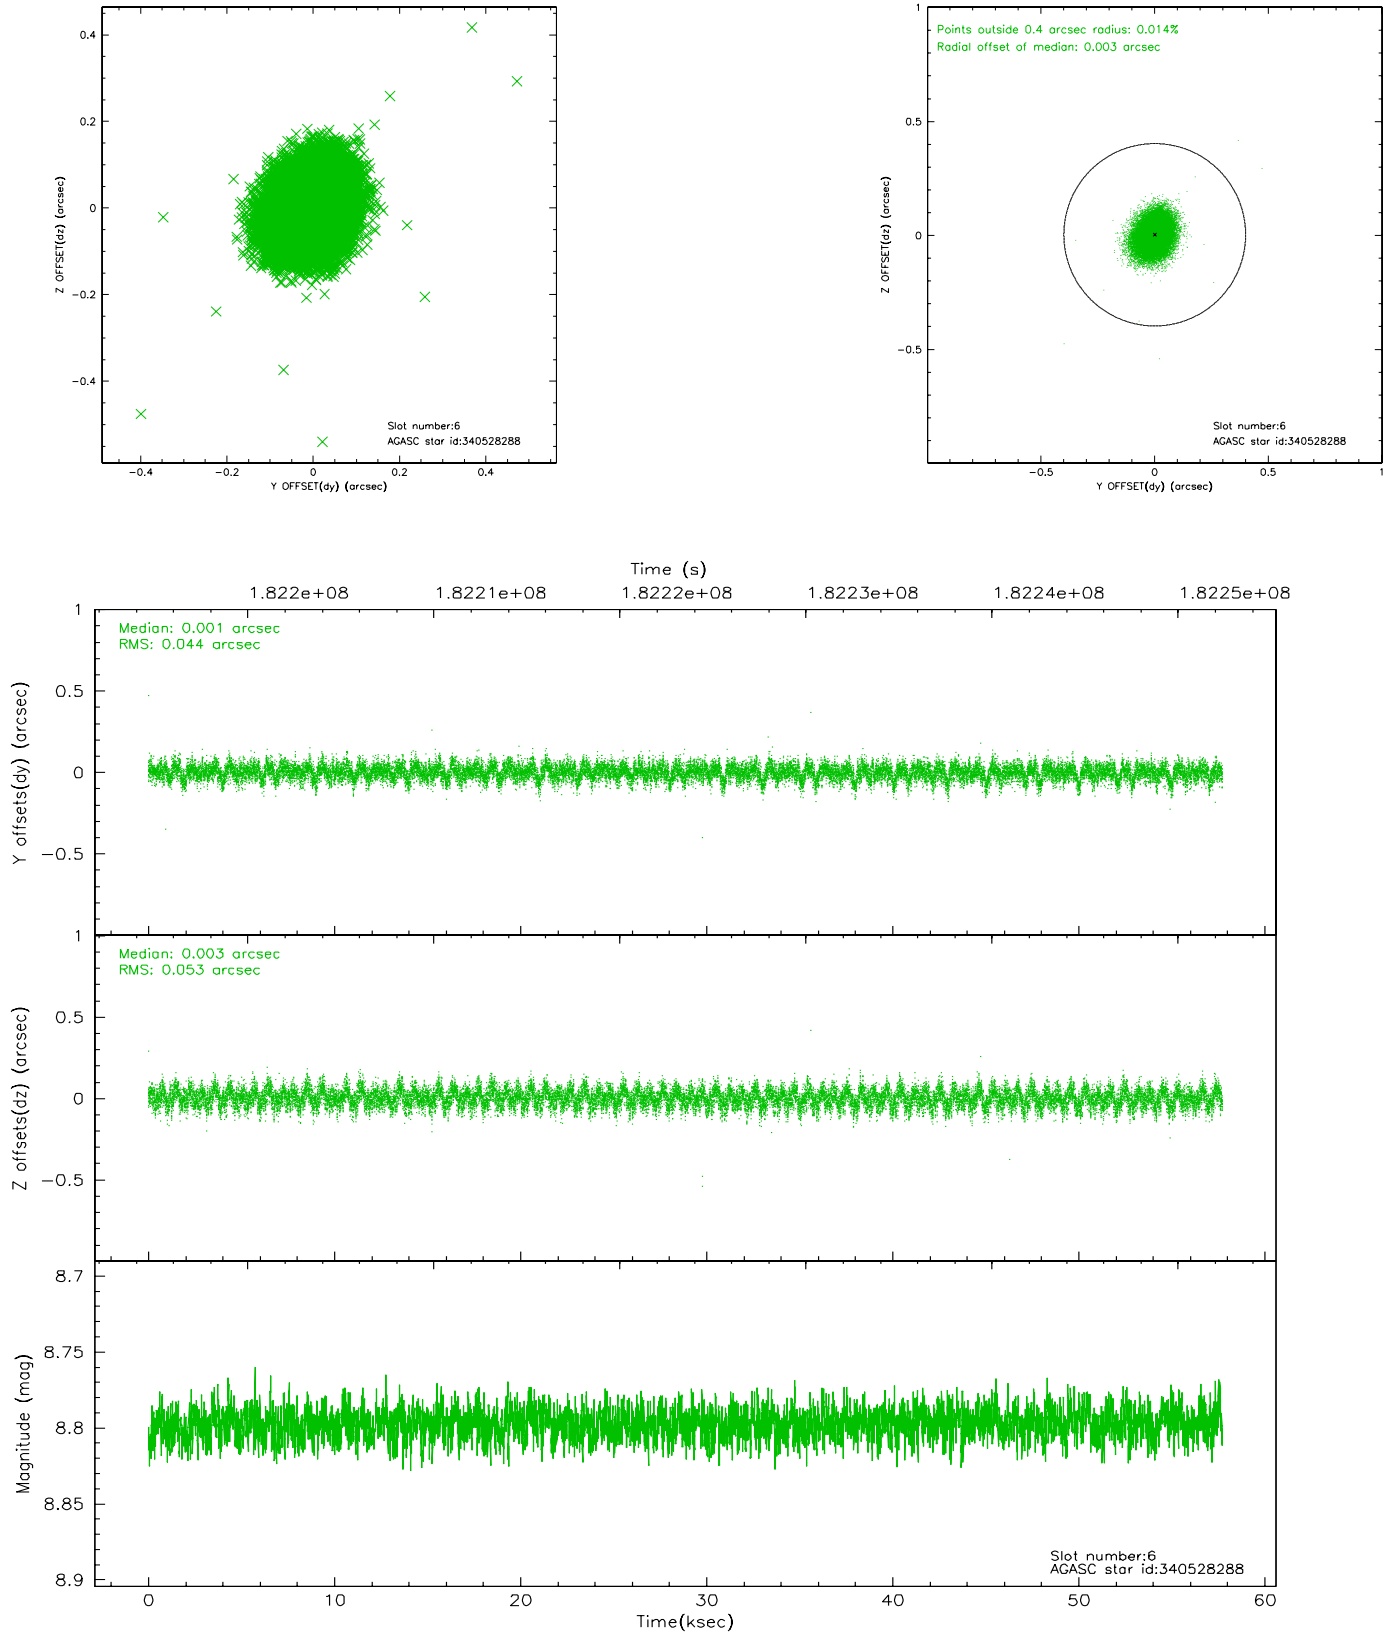 0.4
0.2
0
-0.2
-0.4
Z OFFSET(dz) (arcsec)
Slot number:6
AGASC star id:340528288
-0.4 -0.2 0 0.2 0.4
Y OFFSET(dy) (arcsec)
1
0.5
0
-0.5
Z OFFSET(dz) (arcsec)
Points outside 0.4 arcsec radius: 0.014%
Radial offset of median: 0.003 arcsec
Slot number:6
AGASC star id:340528288
-0.5 0 0.5 1
Y OFFSET(dy) (arcsec)
Time (s)
1.822e+08 1.8221e+08 1.8222e+08 1.8223e+08 1.8224e+08 1.8225e+08
1
0.5
0
-0.5
Y offsets(dy) (arcsec)
Median: 0.001 arcsec
RMS: 0.044 arcsec
1
0.5
0
-0.5
Z offsets(dz) (arcsec)
Median: 0.003 arcsec
RMS: 0.053 arcsec
8.7
8.75
8.8
8.85
8.9
Magnitude (mag)
Slot number:6
AGASC star id:340528288
0 10 20 30 40 50 60
Time(ksec)